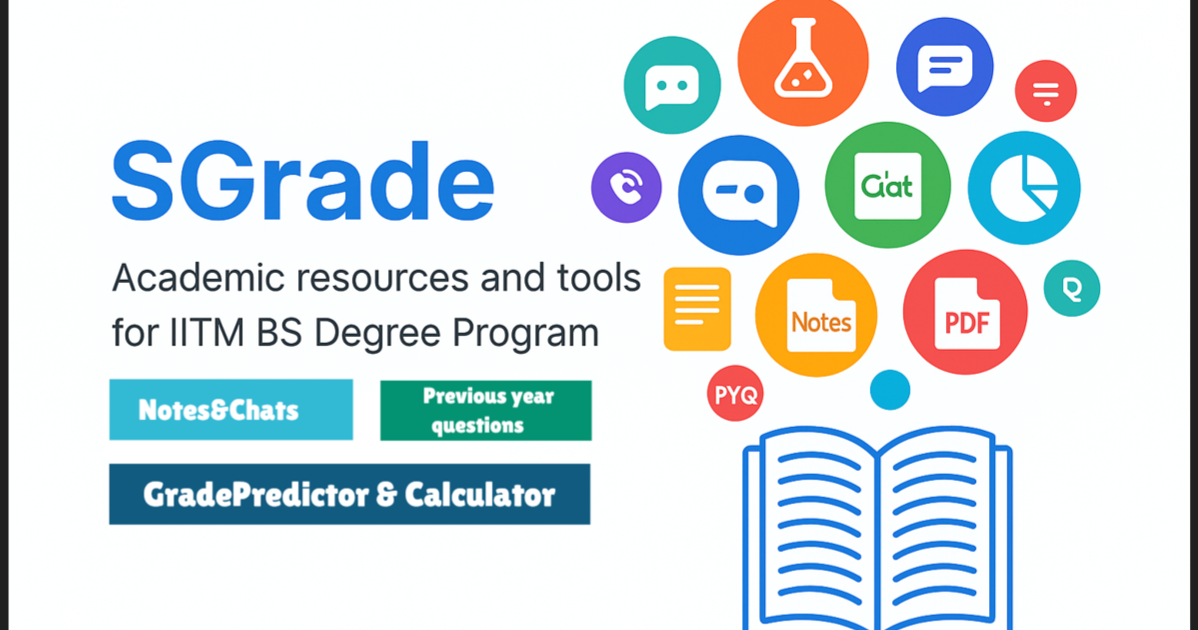 SGrade
Academic resources and tools
for IITM BS Degree Program
Notes&Chats
Previous year
questions
GradePredictor & Calculator
Notes
PDF
PYQ